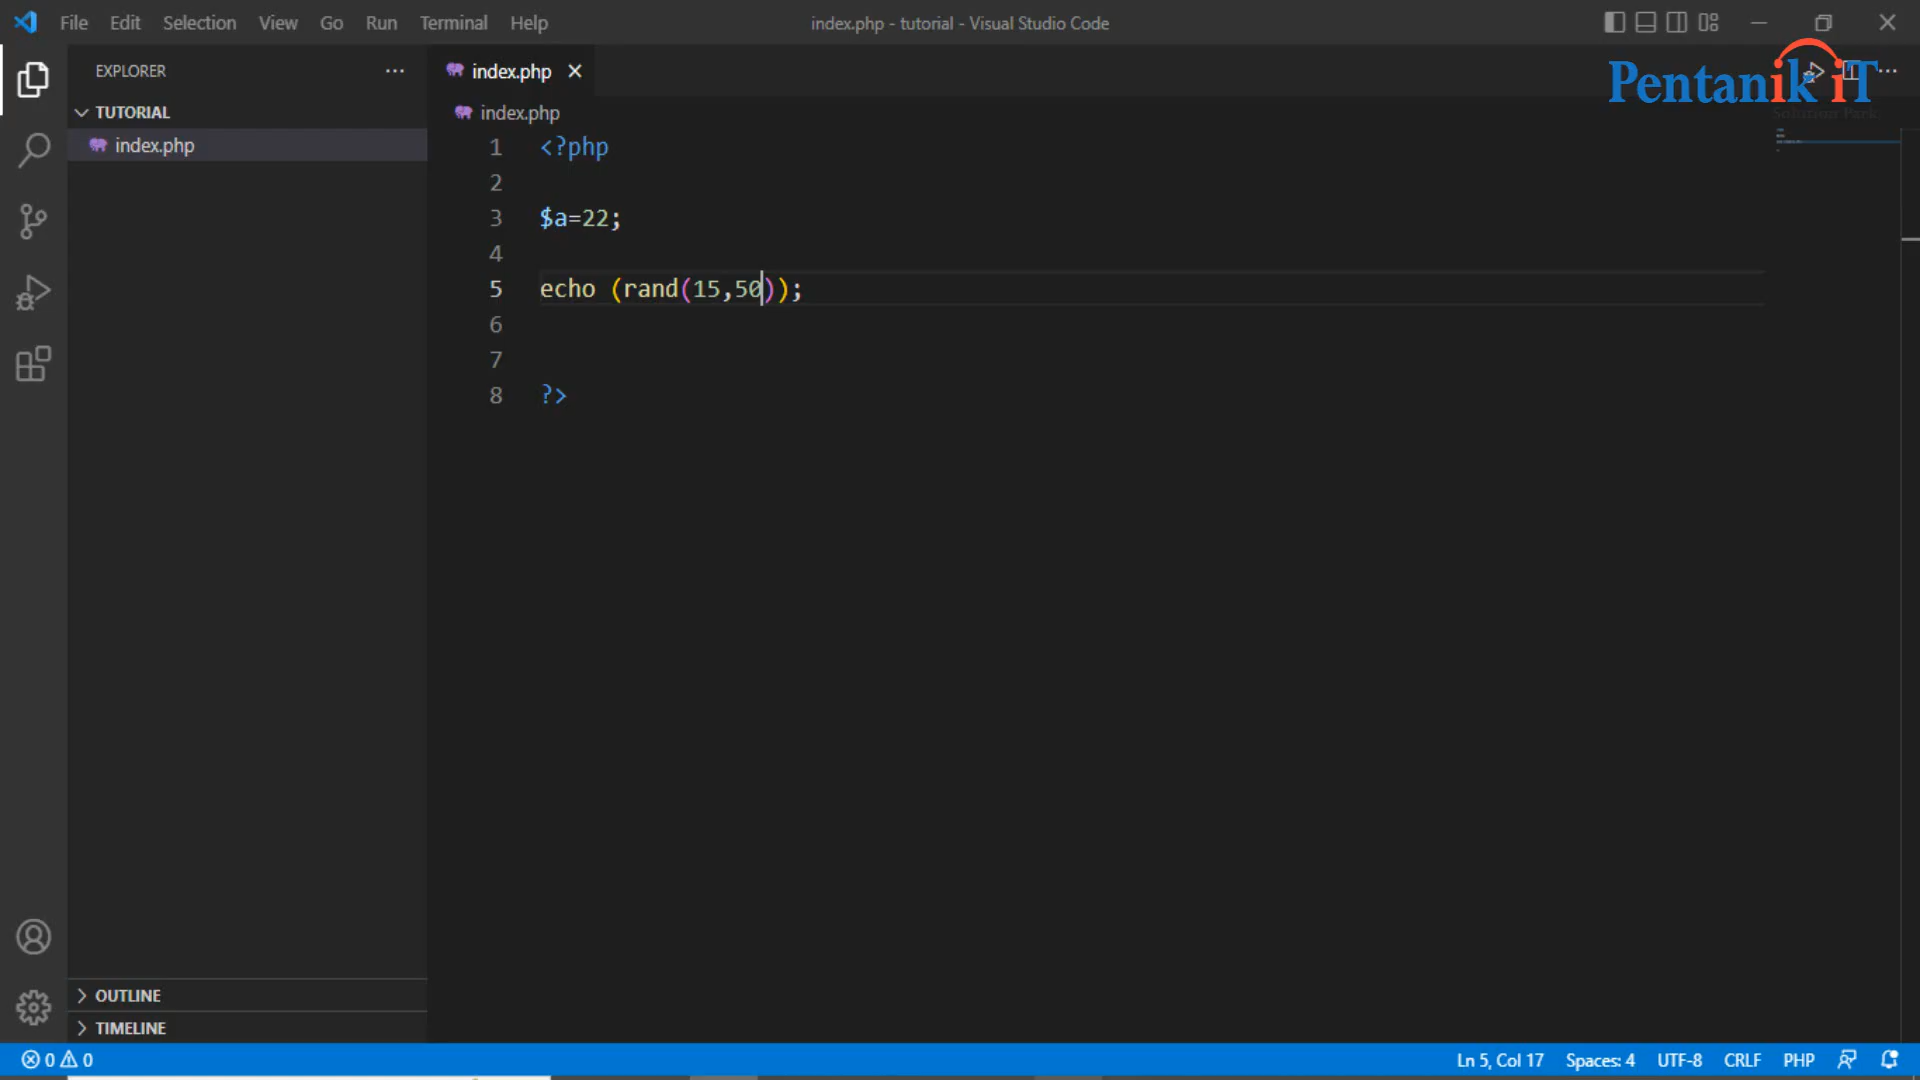 File Edit Selection View Go Run Terminal Help
index.php - tutorial - Visual Studio Code
EXPLORER
index.php
Pentanik iT
Solution Park
TUTORIAL
index.php
index.php
1 <?php
2
3 $a=22;
4
5 echo (rand(15,50));
6
7
8 ?>
OUTLINE
TIMELINE
0 0
Ln 5, Col 17 Spaces: 4 UTF-8 CRLF PHP